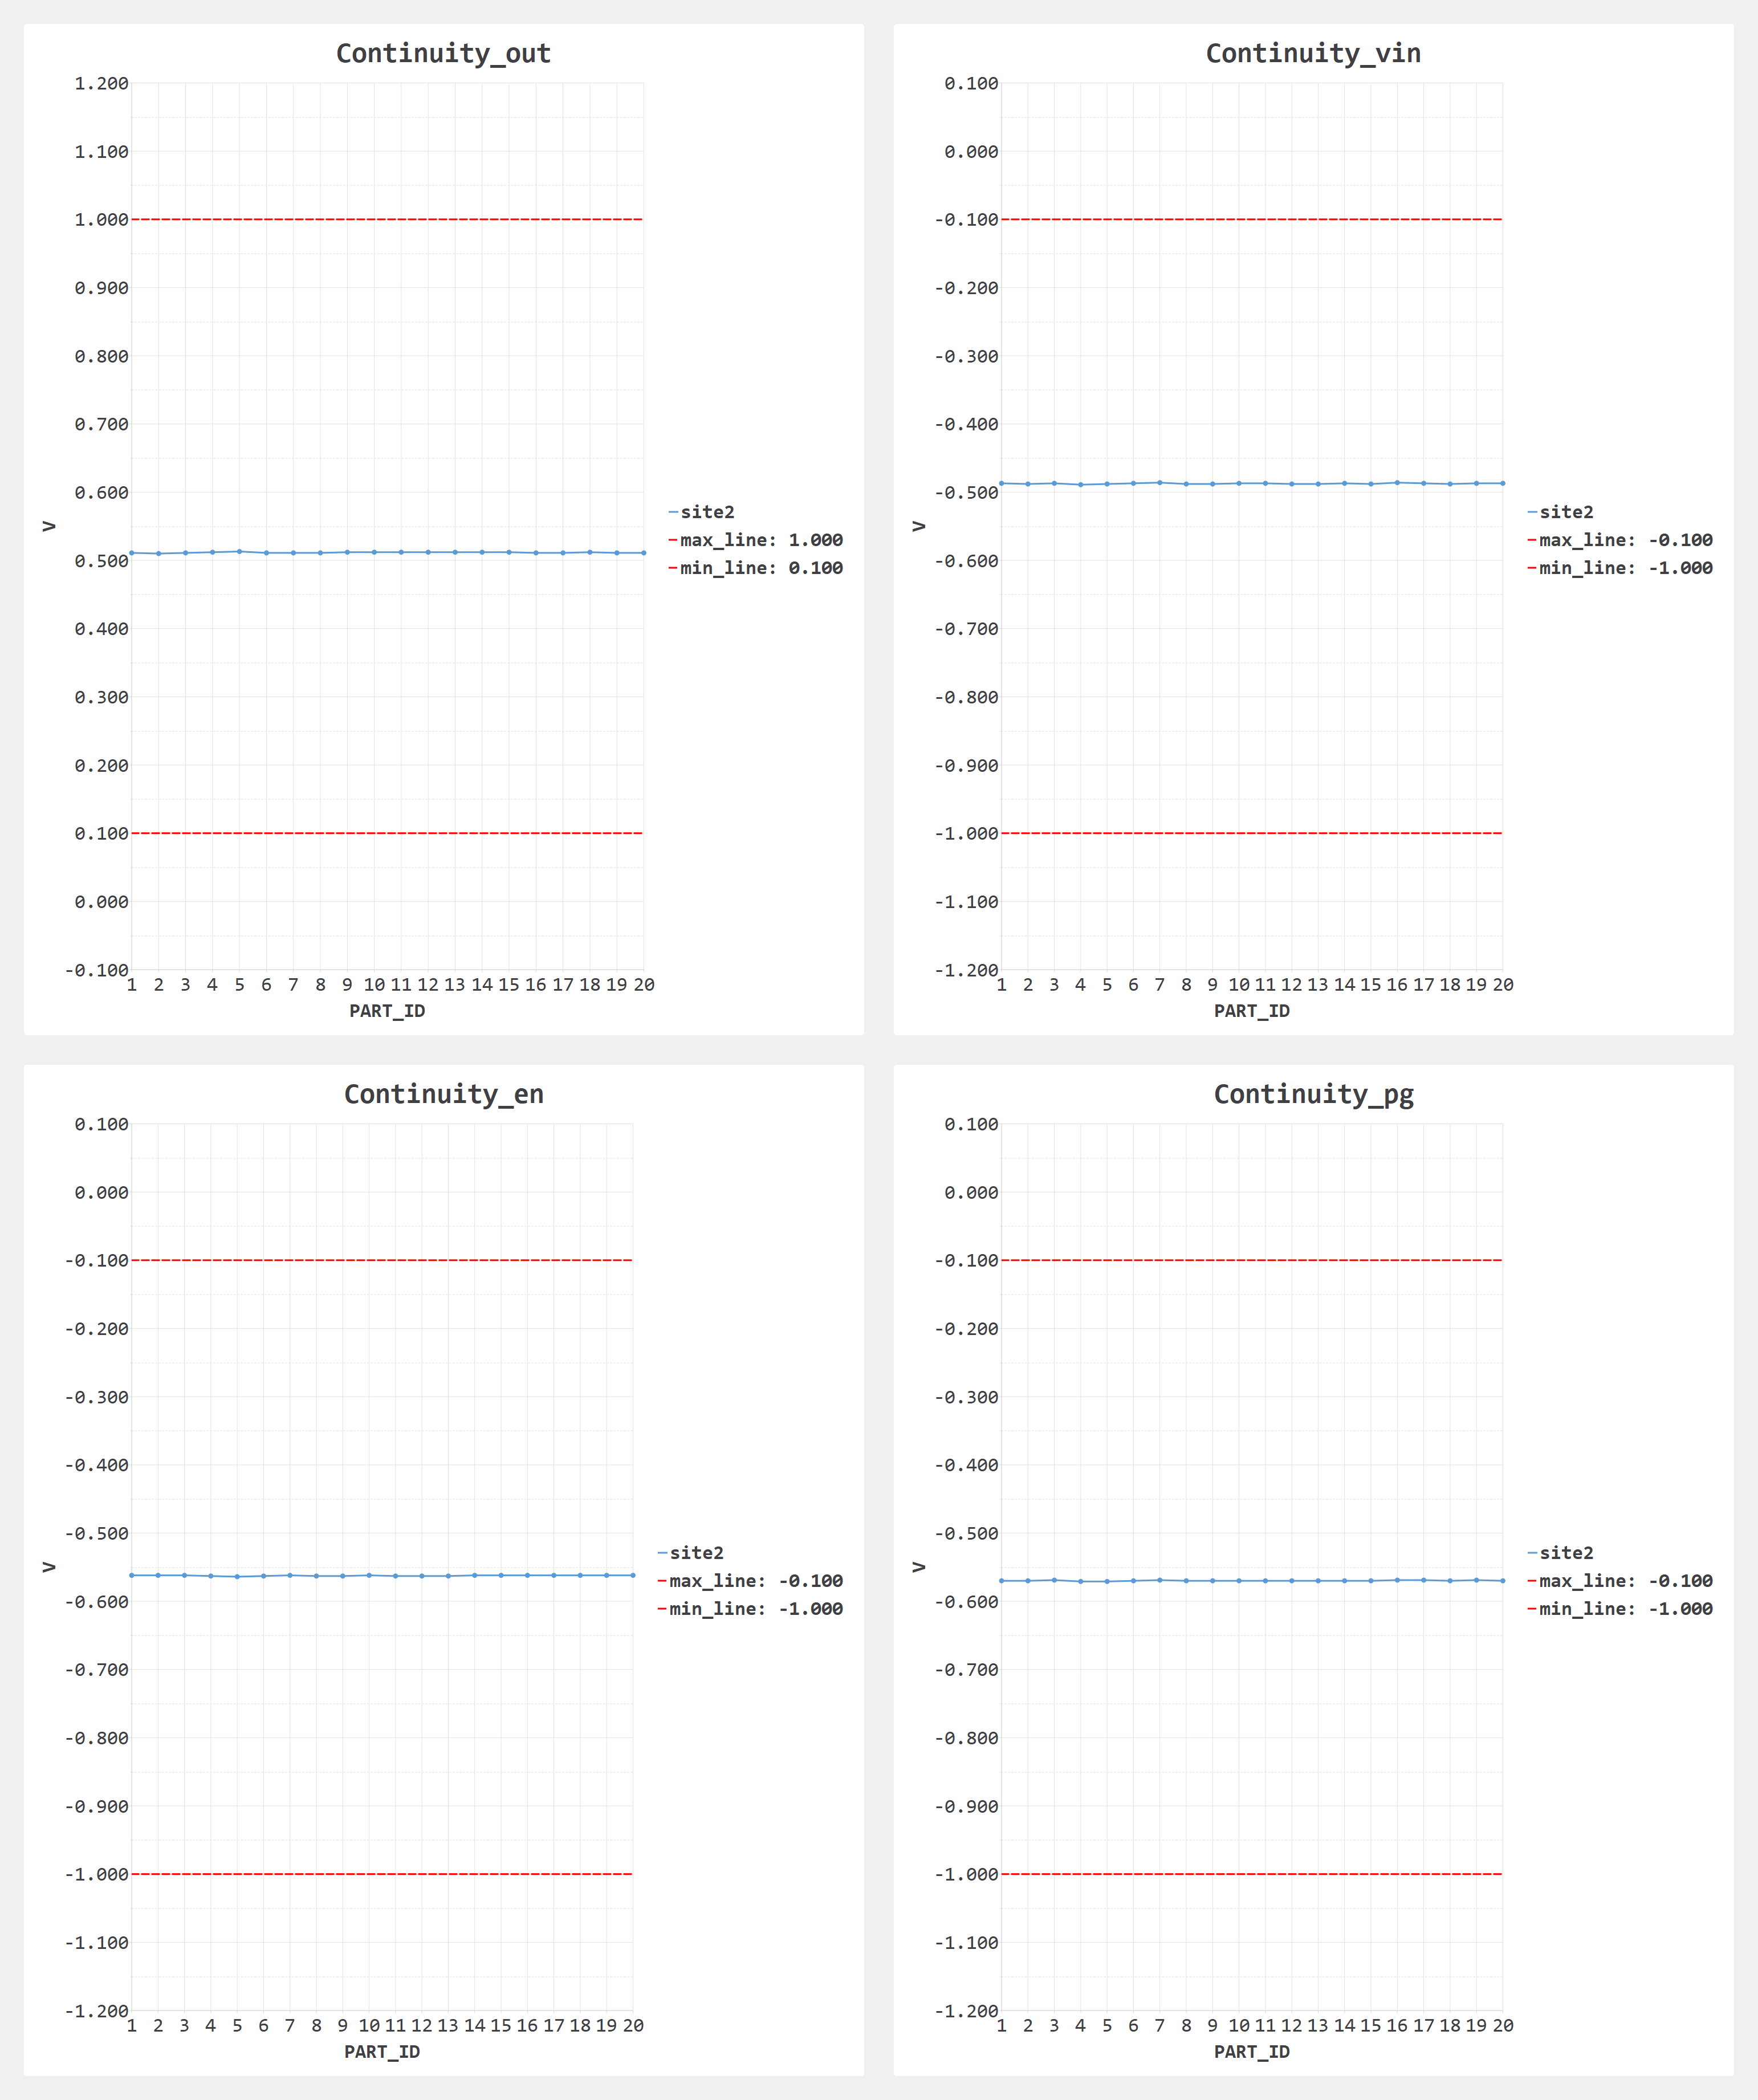 Continuity_out
1.200
1.100
1.000
0.900
0.800
0.700
0.600
0.500
0.400
0.300
0.200
0.100
0.000
-0.100
V
1 2 3 4 5 6 7 8 9 10 11 12 13 14 15 16 17 18 19 20
PART_ID
site2
max_line: 1.000
min_line: 0.100
Continuity_vin
0.100
0.000
-0.100
-0.200
-0.300
-0.400
-0.500
-0.600
-0.700
-0.800
-0.900
-1.000
-1.100
-1.200
V
1 2 3 4 5 6 7 8 9 10 11 12 13 14 15 16 17 18 19 20
PART_ID
site2
max_line: -0.100
min_line: -1.000
Continuity_en
0.100
0.000
-0.100
-0.200
-0.300
-0.400
-0.500
-0.600
-0.700
-0.800
-0.900
-1.000
-1.100
-1.200
V
1 2 3 4 5 6 7 8 9 10 11 12 13 14 15 16 17 18 19 20
PART_ID
site2
max_line: -0.100
min_line: -1.000
Continuity_pg
0.100
0.000
-0.100
-0.200
-0.300
-0.400
-0.500
-0.600
-0.700
-0.800
-0.900
-1.000
-1.100
-1.200
V
1 2 3 4 5 6 7 8 9 10 11 12 13 14 15 16 17 18 19 20
PART_ID
site2
max_line: -0.100
min_line: -1.000